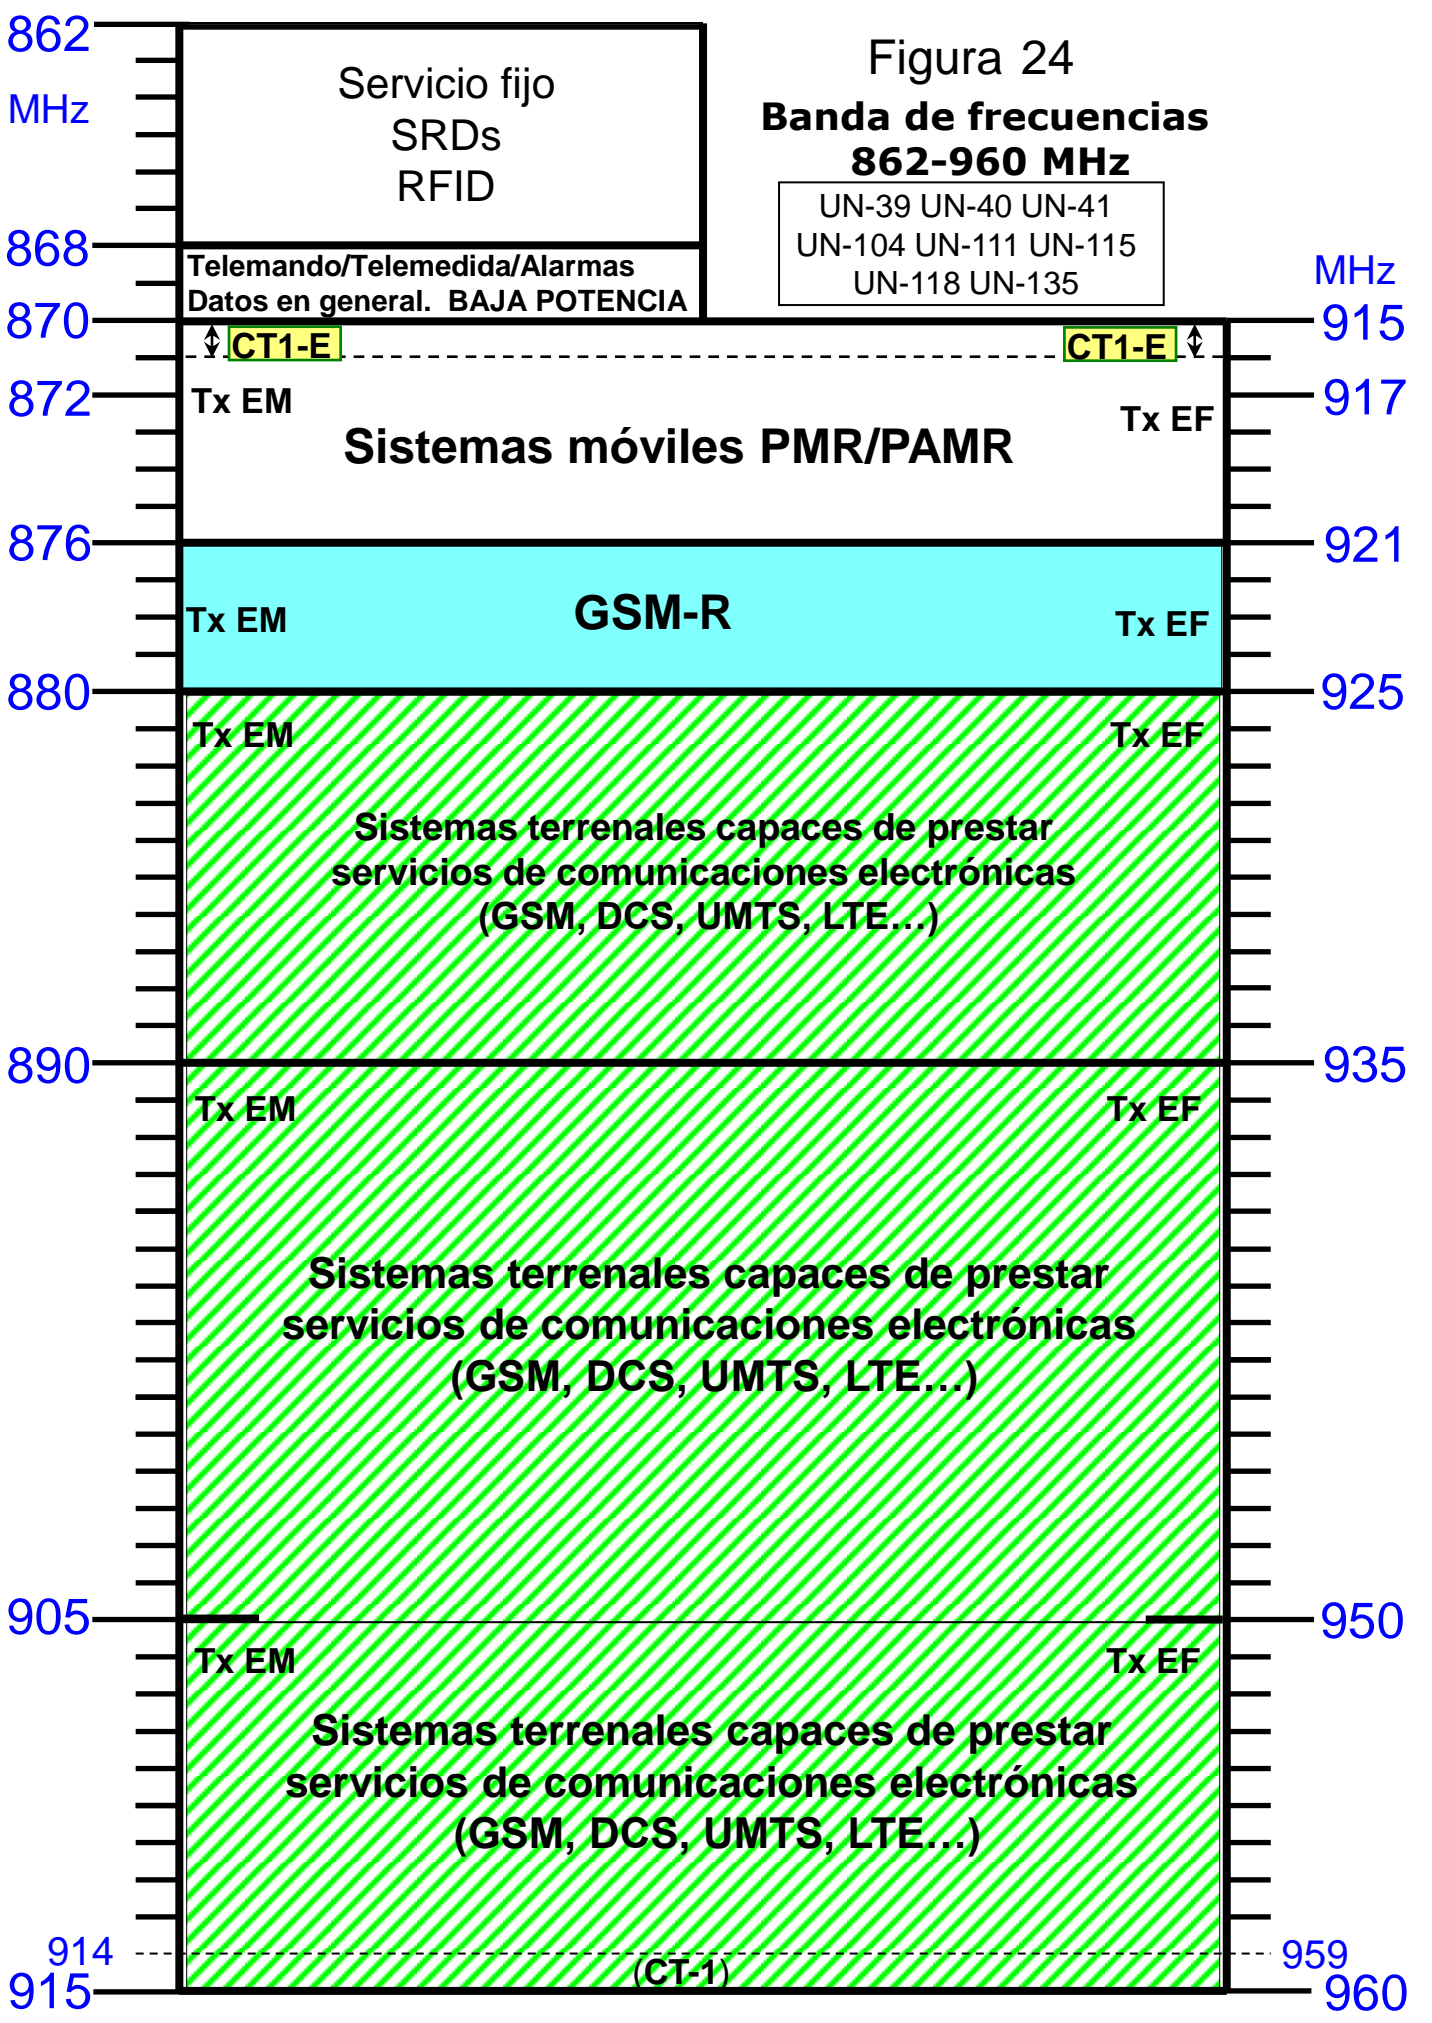 862
MHz
Servicio fijo
SRDs
RFID
Figura 24
Banda de frecuencias
862-960 MHz
UN-39 UN-40 UN-41
UN-104 UN-111 UN-115
UN-118 UN-135
868
Telemando/Telemedida/Alarmas
Datos en general. BAJA POTENCIA
MHz
870
915
CT1-E
CT1-E
872
Tx EM
917
Tx EF
Sistemas móviles PMR/PAMR
876
921
Tx EM
GSM-R
Tx EF
880
925
Tx EM
Tx EF
Sistemas terrenales capaces de prestar
servicios de comunicaciones electrónicas
(GSM, DCS, UMTS, LTE…)
890
935
Tx EM
Tx EF
Sistemas terrenales capaces de prestar
servicios de comunicaciones electrónicas
(GSM, DCS, UMTS, LTE…)
905
950
Tx EM
Tx EF
Sistemas terrenales capaces de prestar
servicios de comunicaciones electrónicas
(GSM, DCS, UMTS, LTE…)
914
959
(CT-1)
915
960